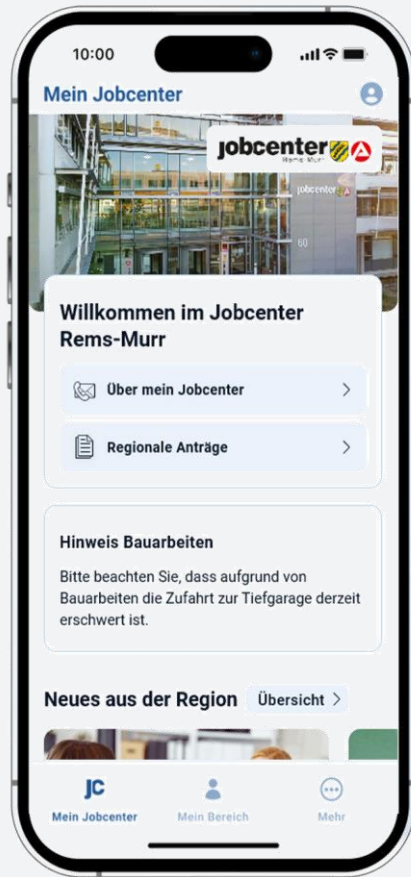 10:00
Mein Jobcenter
jobcenter
Rems-Murr
jobcenter
60
Willkommen im Jobcenter
Rems-Murr
Über mein Jobcenter
Regionale Anträge
Hinweis Bauarbeiten
Bitte beachten Sie, dass aufgrund von
Bauarbeiten die Zufahrt zur Tiefgarage derzeit
erschwert ist.
Neues aus der Region Übersicht
JC
Mein Jobcenter Mein Bereich Mehr